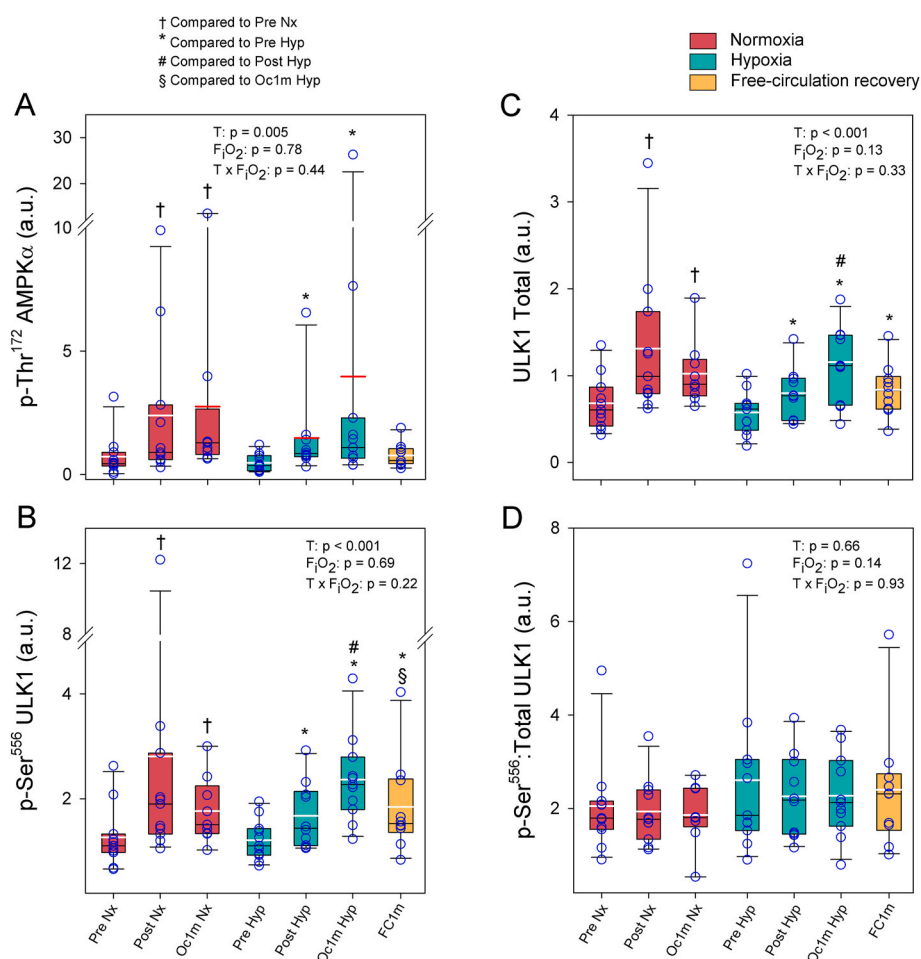 † Compared to Pre Nx
* Compared to Pre Hyp
# Compared to Post Hyp
§ Compared to Oc1m Hyp
Normoxia
Hypoxia
Free-circulation recovery
A
p-Thr¹⁷² AMPKα (a.u.)
30
20
10
5
0
T: p = 0.005
FᵢO₂: p = 0.78
T x FᵢO₂: p = 0.44
†
†
*
*
C
ULK1 Total (a.u.)
4
3
2
1
0
T: p < 0.001
FᵢO₂: p = 0.13
T x FᵢO₂: p = 0.33
†
†
*
#
*
*
B
p-Ser⁵⁵⁶ ULK1 (a.u.)
12
8
4
2
T: p < 0.001
FᵢO₂: p = 0.69
T x FᵢO₂: p = 0.22
†
†
*
#
*
*
§
Pre Nx
Post Nx
Oc1m Nx
Pre Hyp
Post Hyp
Oc1m Hyp
FC1m
D
p-Ser⁵⁵⁶:Total ULK1 (a.u.)
8
6
4
2
0
T: p = 0.66
FᵢO₂: p = 0.14
T x FᵢO₂: p = 0.93
Pre Nx
Post Nx
Oc1m Nx
Pre Hyp
Post Hyp
Oc1m Hyp
FC1m